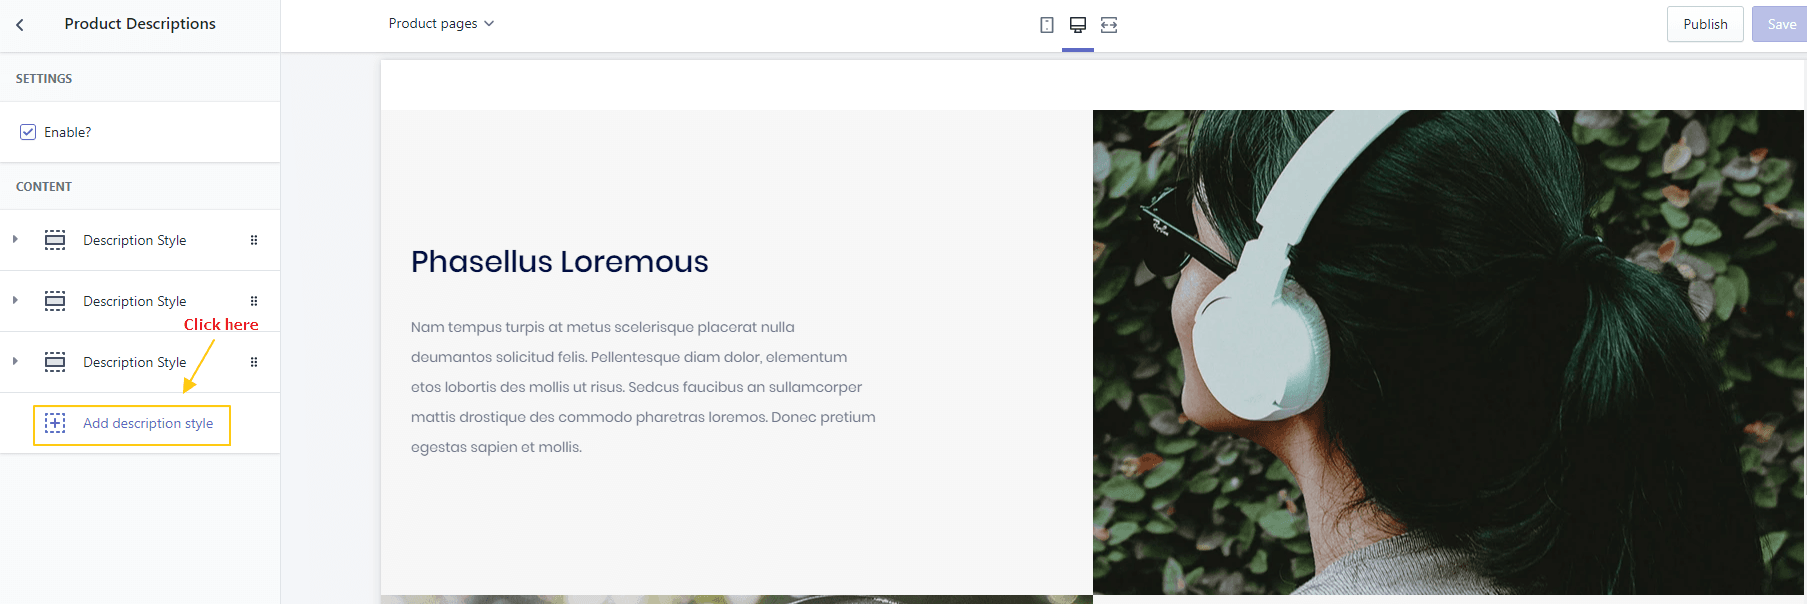 Product Descriptions
Product pages
Publish
Save
SETTINGS
Enable?
CONTENT
Description Style
Description Style
Click here
Description Style
Add description style
Phasellus Loremous
Nam tempus turpis at metus scelerisque placerat nulla
deumantos solicitud felis. Pellentesque diam dolor, elementum
etos lobortis des mollis ut risus. Sedcus faucibus an sullamcorper
mattis drostique des commodo pharetras loremos. Donec pretium
egestas sapien et mollis.